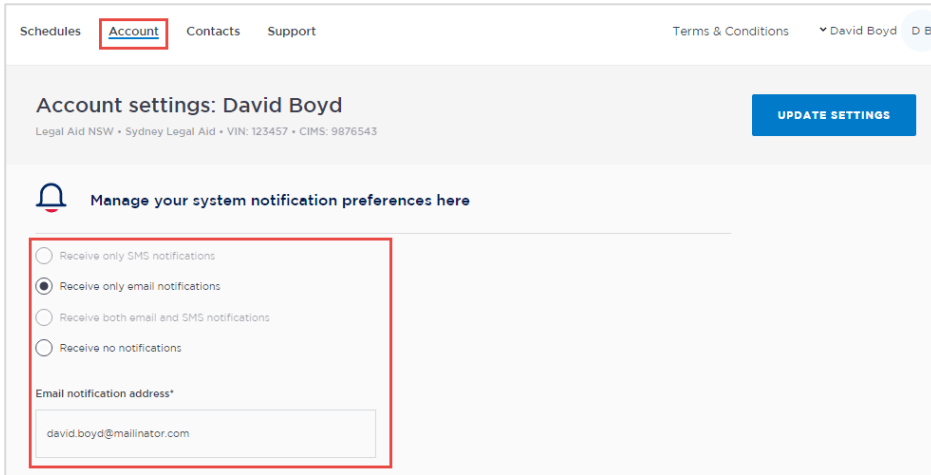 Schedules Account Contacts Support Terms & Conditions David Boyd D B
Account settings: David Boyd
Legal Aid NSW • Sydney Legal Aid • VIN: 123457 • CIMS: 9876543
UPDATE SETTINGS
Manage your system notification preferences here
Receive only SMS notifications
Receive only email notifications
Receive both email and SMS notifications
Receive no notifications
Email notification address*
david.boyd@mailinator.com